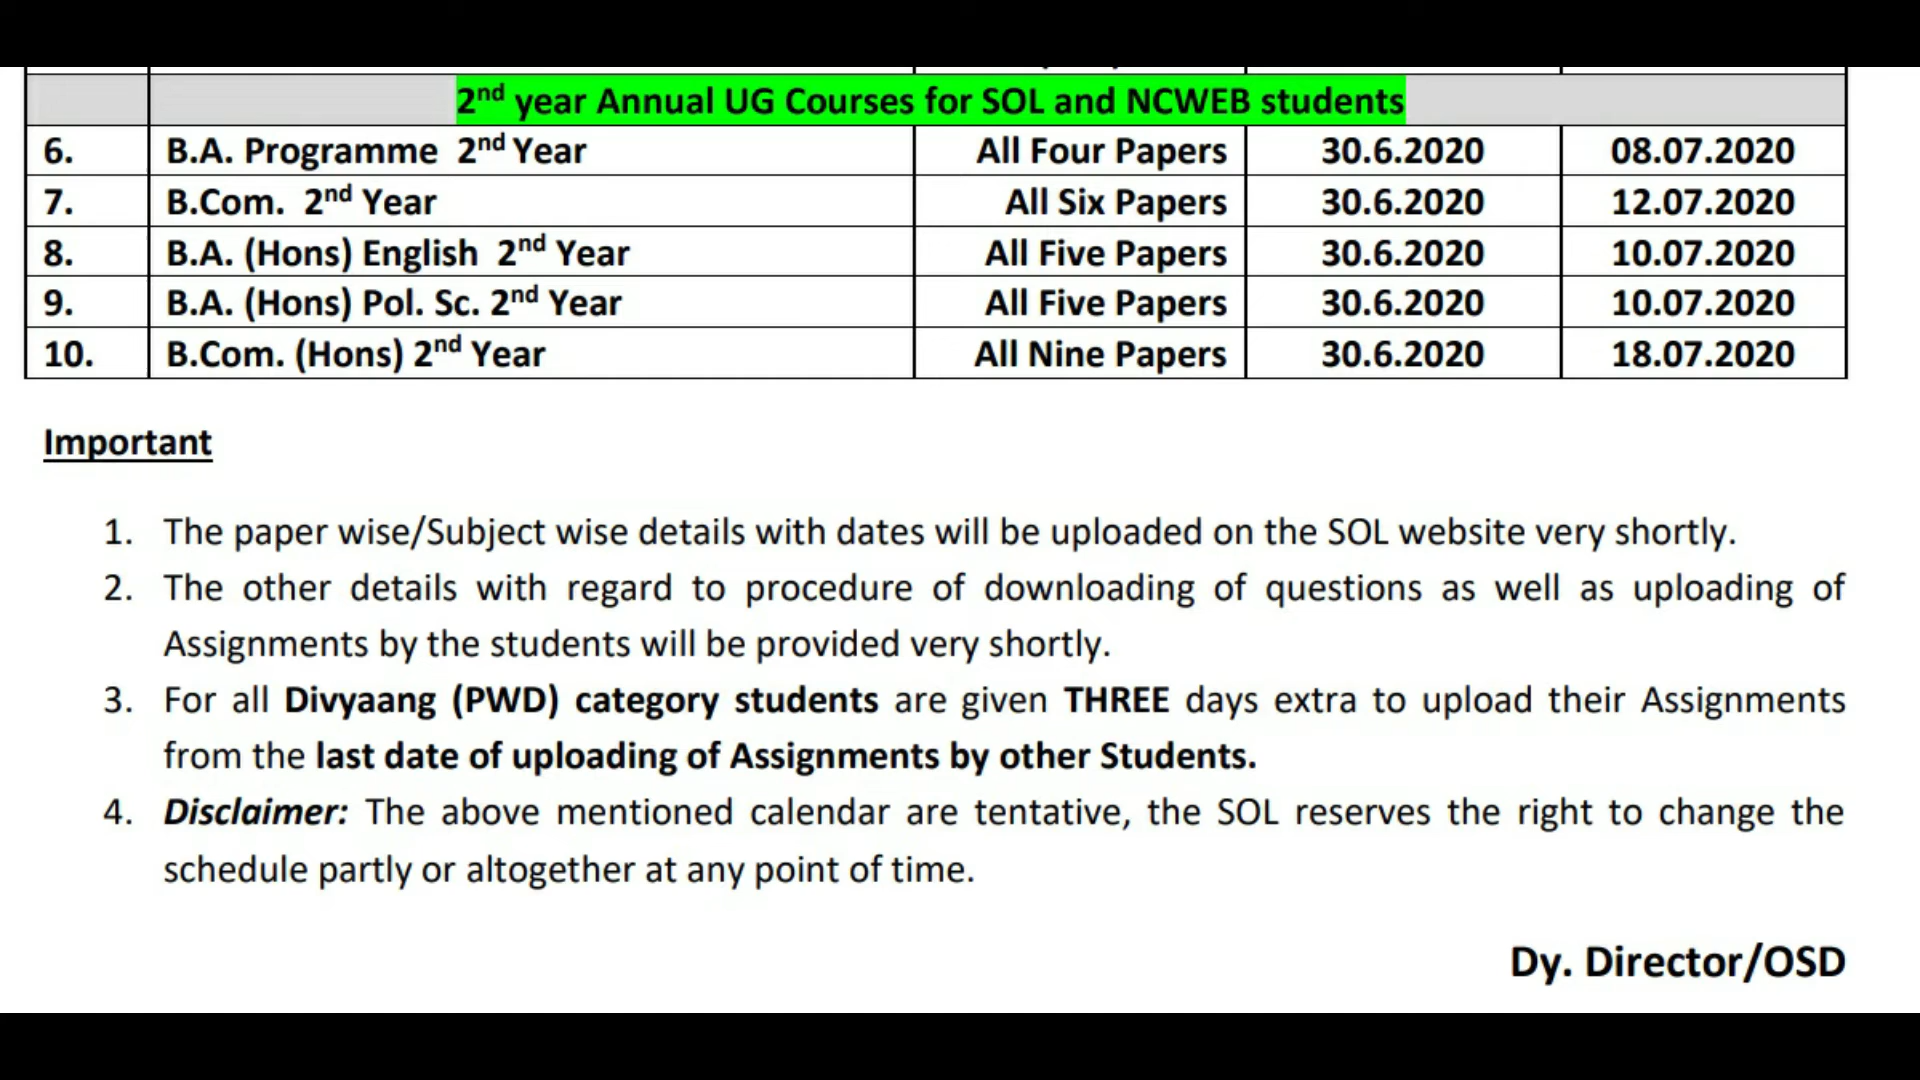 2nd year Annual UG Courses for SOL and NCWEB students
6. B.A. Programme 2nd Year All Four Papers 30.6.2020 08.07.2020
7. B.Com. 2nd Year All Six Papers 30.6.2020 12.07.2020
8. B.A. (Hons) English 2nd Year All Five Papers 30.6.2020 10.07.2020
9. B.A. (Hons) Pol. Sc. 2nd Year All Five Papers 30.6.2020 10.07.2020
10. B.Com. (Hons) 2nd Year All Nine Papers 30.6.2020 18.07.2020
Important
1. The paper wise/Subject wise details with dates will be uploaded on the SOL website very shortly.
2. The other details with regard to procedure of downloading of questions as well as uploading of
Assignments by the students will be provided very shortly.
3. For all Divyaang (PWD) category students are given THREE days extra to upload their Assignments
from the last date of uploading of Assignments by other Students.
4. Disclaimer: The above mentioned calendar are tentative, the SOL reserves the right to change the
schedule partly or altogether at any point of time.
Dy. Director/OSD